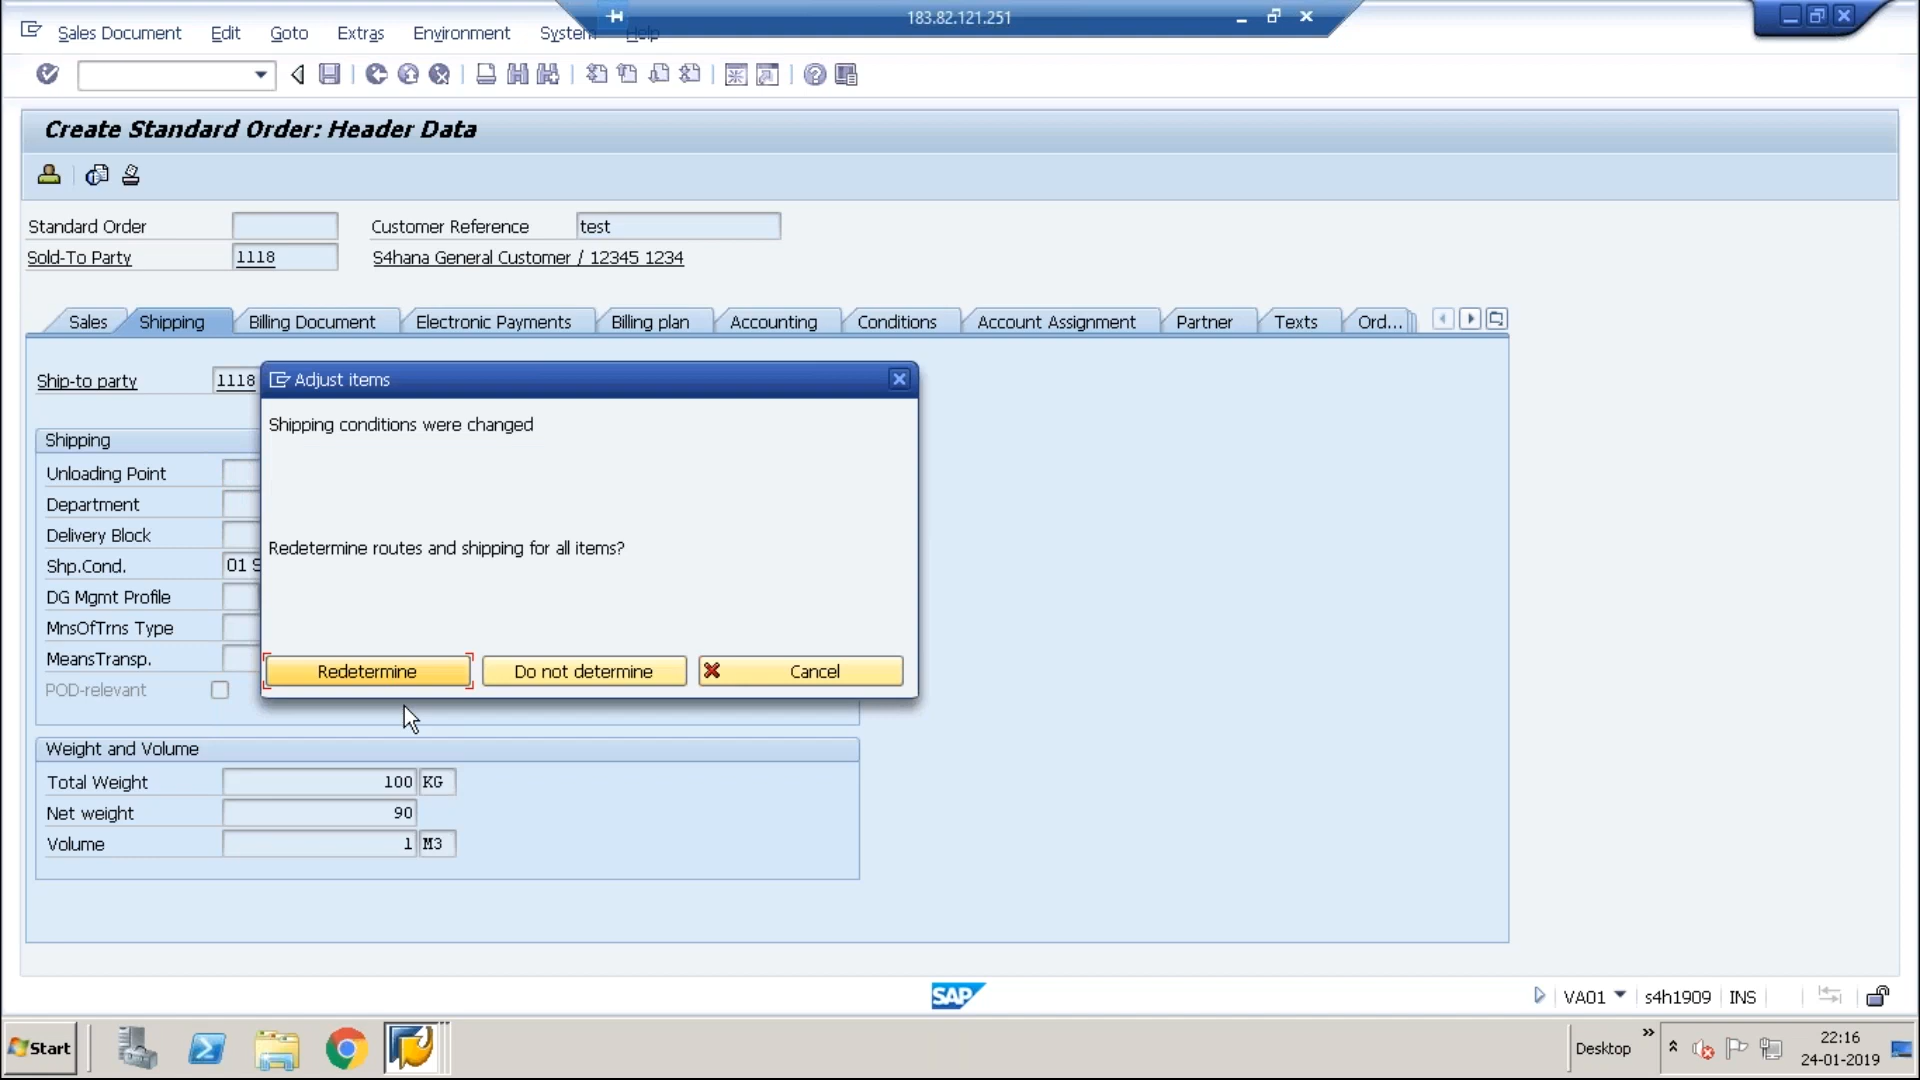 183.82.121.251
Sales Document Edit Goto Extras Environment System Help
Create Standard Order: Header Data
Standard Order Customer Reference test
Sold-To Party 1118 S4hana General Customer / 12345 1234
Sales Shipping Billing Document Electronic Payments Billing plan Accounting Conditions Account Assignment Partner Texts Ord...
Ship-to party 1118
Adjust items
Shipping conditions were changed
Shipping
Unloading Point
Department
Delivery Block
Redetermine routes and shipping for all items?
Shp.Cond. 01 S
DG Mgmt Profile
MnsOfTrns Type
MeansTransp.
Redetermine Do not determine Cancel
POD-relevant
Weight and Volume
Total Weight 100 KG
Net weight 90
Volume 1 M3
SAP
VA01 s4h1909 INS
Start
Desktop
22:16
24-01-2019